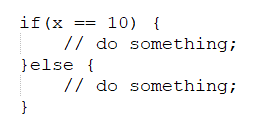 if(x == 10) {
    // do something;
}else {
    // do something;
}